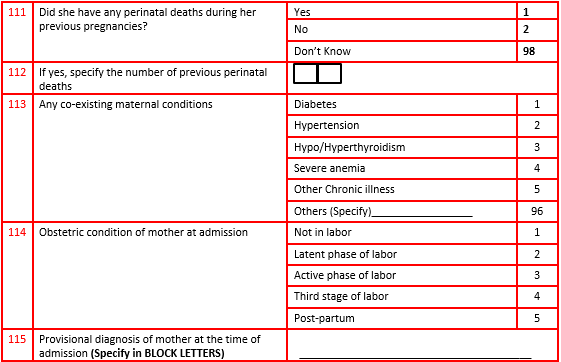 111 Did she have any perinatal deaths during her Yes 1
previous pregnancies? No 2
Don't Know 98
112 If yes, specify the number of previous perinatal
deaths
113 Any co-existing maternal conditions Diabetes 1
Hypertension 2
Hypo/Hyperthyroidism 3
Severe anemia 4
Other Chronic illness 5
Others (Specify)_________________ 96
114 Obstetric condition of mother at admission Not in labor 1
Latent phase of labor 2
Active phase of labor 3
Third stage of labor 4
Post-partum 5
115 Provisional diagnosis of mother at the time of
admission (Specify in BLOCK LETTERS) _______________________________________